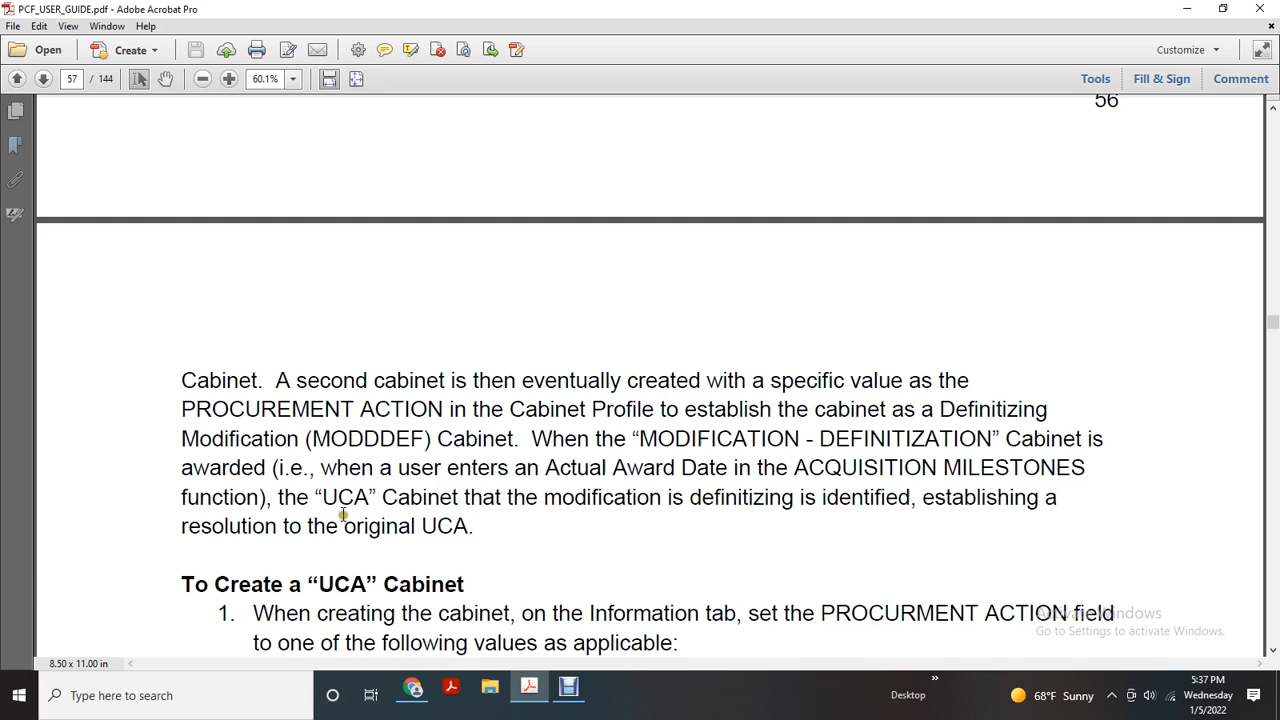 PCF_USER_GUIDE.pdf - Adobe Acrobat Pro
File Edit View Window Help
Open Create Customize
57 / 144 60.1% Tools Fill & Sign Comment
56
Cabinet. A second cabinet is then eventually created with a specific value as the
PROCUREMENT ACTION in the Cabinet Profile to establish the cabinet as a Definitizing
Modification (MODDDEF) Cabinet. When the “MODIFICATION - DEFINITIZATION” Cabinet is
awarded (i.e., when a user enters an Actual Award Date in the ACQUISITION MILESTONES
function), the “UCA” Cabinet that the modification is definitizing is identified, establishing a
resolution to the original UCA.
To Create a “UCA” Cabinet
1. When creating the cabinet, on the Information tab, set the PROCURMENT ACTION field
to one of the following values as applicable:
Activate Windows
Go to Settings to activate Windows.
8.50 x 11.00 in
Type here to search
Desktop
68°F Sunny
5:37 PM
Wednesday
1/5/2022